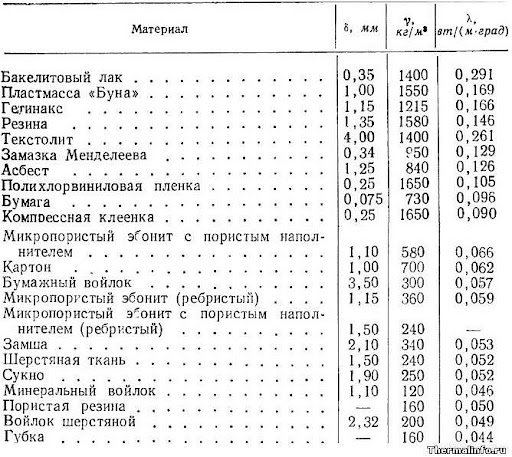 Материал δ, мм γ, кг/м³ λ, вт/(м·град)
Бакелитовый лак 0,35 1400 0,291
Пластмасса «Буна» 1,00 1550 0,169
Гетинакс 1,15 1215 0,166
Резина 1,35 1580 0,146
Текстолит 4,00 1400 0,261
Замазка Менделеева 0,34 950 0,129
Асбест 1,25 840 0,126
Полихлорвиниловая пленка 0,25 1650 0,105
Бумага 0,075 730 0,096
Компрессная клеенка 0,25 1650 0,090
Микропористый эбонит с пористым напол-
нителем 1,10 580 0,066
Картон 1,00 700 0,062
Бумажный войлок 3,50 300 0,057
Микропористый эбонит (ребристый) 1,15 360 0,059
Микропористый эбонит с пористым напол-
нителем (ребристый) 1,50 240 —
Замша 2,10 340 0,053
Шерстяная ткань 1,50 240 0,052
Сукно 1,90 250 0,052
Минеральный войлок 1,10 120 0,046
Пористая резина — 160 0,050
Войлок шерстяной 2,32 200 0,049
Губка — 160 0,044
Thermalinfo.ru